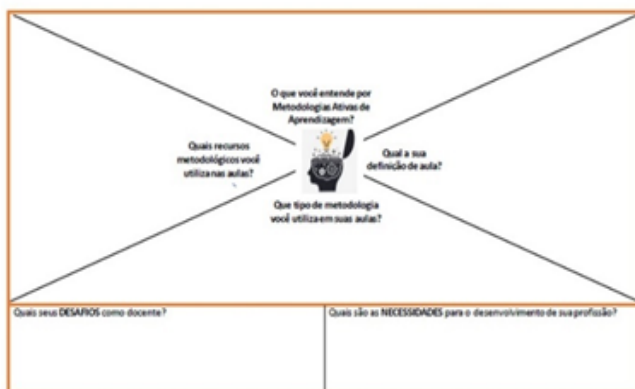 O que você entende por
Metodologias Ativas de
Aprendizagem?
Quais recursos
metodológicos você
utiliza nas aulas?
Qual a sua
definição de aula?
Que tipo de metodologia
você utiliza em suas aulas?
Quais seus DESAFIOS como docente?
Quais são as NECESSIDADES para o desenvolvimento de sua profissão?